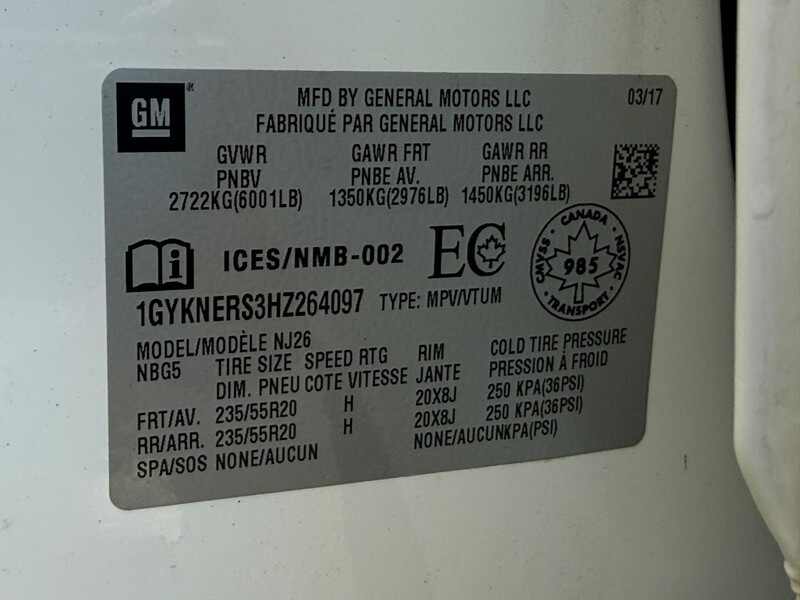 GM
MFD BY GENERAL MOTORS LLC 03/17
FABRIQUÉ PAR GENERAL MOTORS LLC
GVWR GAWR FRT GAWR RR
PNBV PNBE AV. PNBE ARR.
2722KG(6001LB) 1350KG(2976LB) 1450KG(3196LB)
ICES/NMB-002 EC
CANADA
CMVSS 985 NSVAC
TRANSPORT
1GYKNERS3HZ264097 TYPE: MPV/VTUM
MODEL/MODÈLE NJ26
NBG5 TIRE SIZE SPEED RTG RIM COLD TIRE PRESSURE
DIM. PNEU COTE VITESSE JANTE PRESSION À FROID
FRT/AV. 235/55R20 H 20X8J 250 KPA(36PSI)
RR/ARR. 235/55R20 H 20X8J 250 KPA(36PSI)
SPA/SOS NONE/AUCUN NONE/AUCUNKPA(PSI)